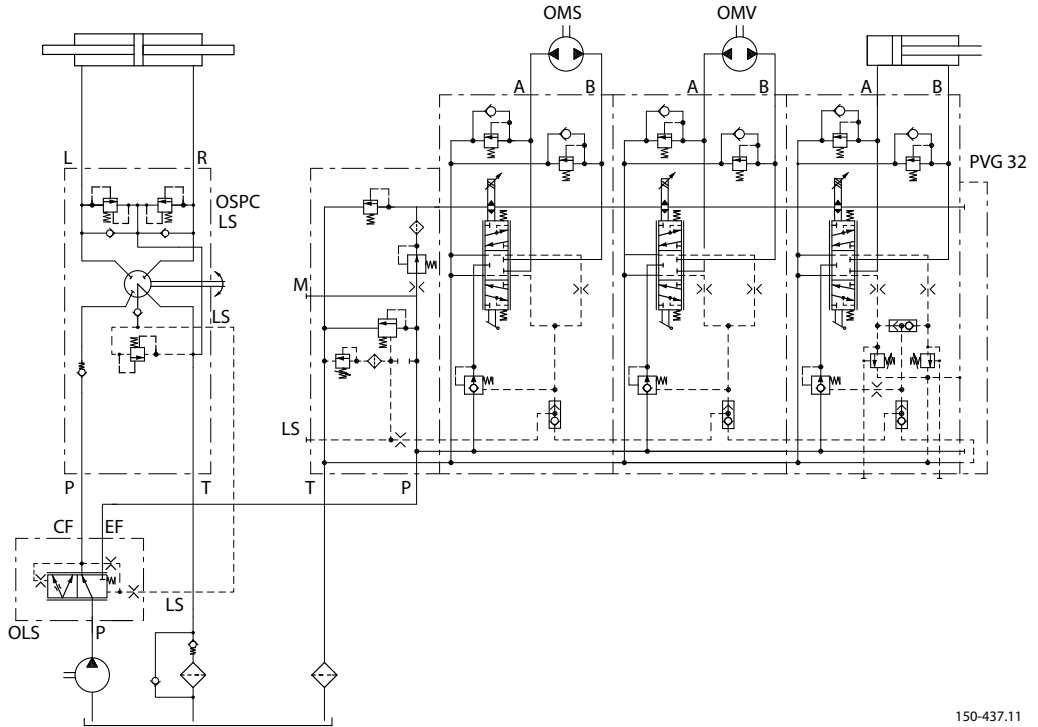 OMS OMV
A B A B A B
L R
PVG 32
OSPC
LS
M
LS
LS
P T T P
CF EF
LS
OLS P
150-437.11